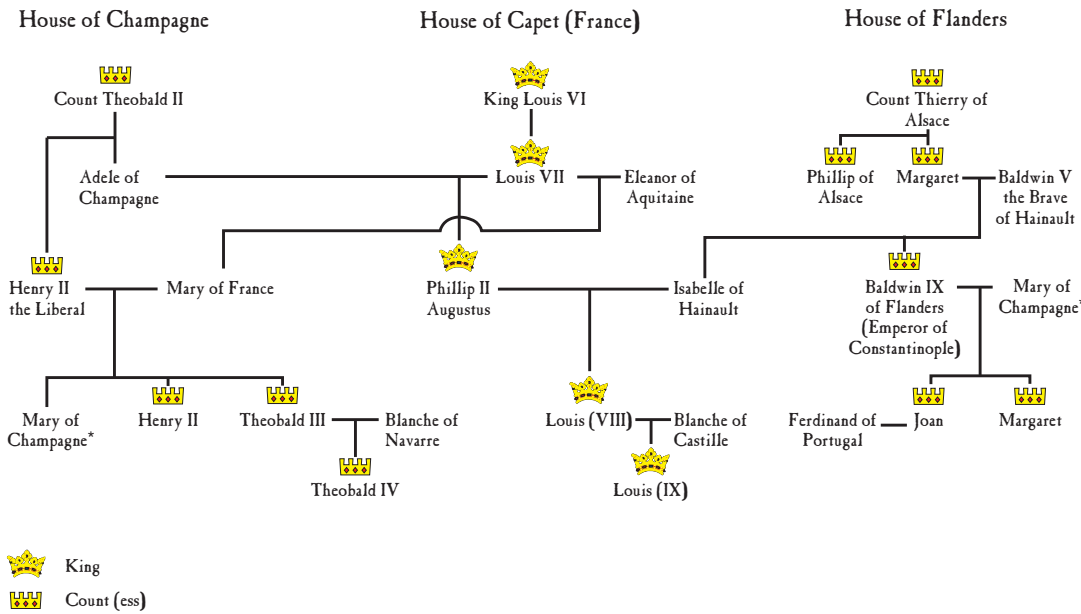 House of Champagne
House of Capet (France)
House of Flanders
Count Theobald II
King Louis VI
Count Thierry of
Alsace
Adele of
Champagne
Louis VII
Eleanor of
Aquitaine
Phillip of
Alsace
Margaret
Baldwin V
the Brave
of Hainault
Henry II
the Liberal
Mary of France
Phillip II
Augustus
Isabelle of
Hainault
Baldwin IX
of Flanders
(Emperor of
Constantinople)
Mary of
Champagne*
Mary of
Champagne*
Henry II
Theobald III
Blanche of
Navarre
Louis (VIII)
Blanche of
Castille
Ferdinand of
Portugal
Joan
Margaret
Theobald IV
Louis (IX)
King
Count (ess)